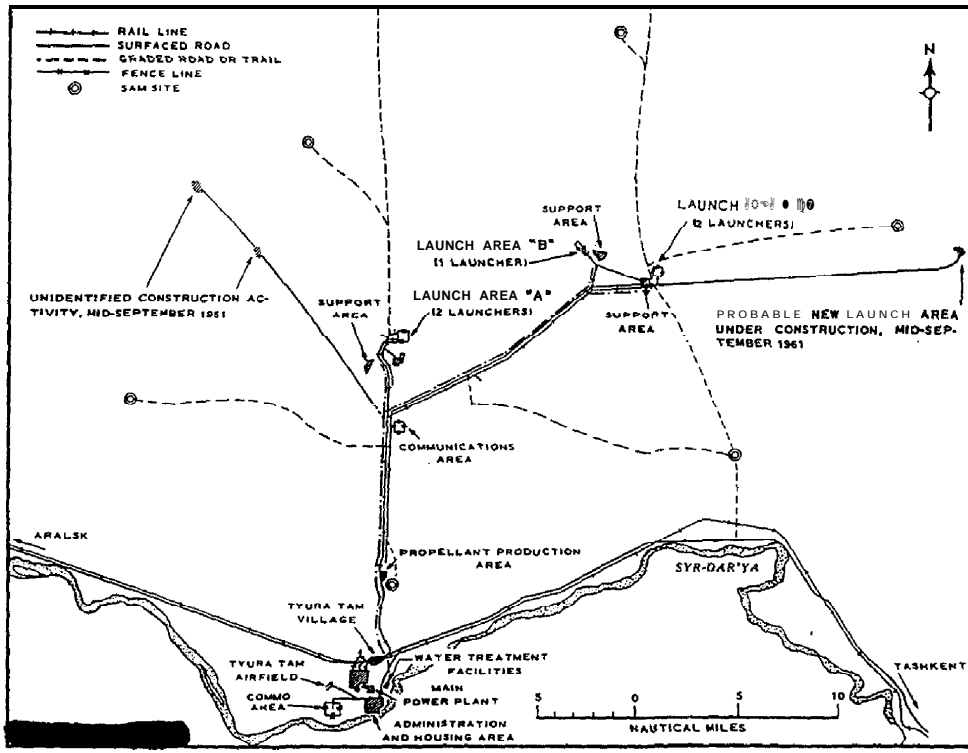 RAIL LINE
SURFACED ROAD
GRADED ROAD OR TRAIL
FENCE LINE
SAM SITE
N
SUPPORT
AREA
LAUNCH
(2 LAUNCHERS)
LAUNCH AREA "B"
(1 LAUNCHER)
UNIDENTIFIED CONSTRUCTION AC-
TIVITY, MID-SEPTEMBER 1961
SUPPORT
AREA
LAUNCH AREA "A"
(2 LAUNCHERS)
SUPPORT
AREA
PROBABLE NEW LAUNCH AREA
UNDER CONSTRUCTION, MID-SEP-
TEMBER 1961
COMMUNICATIONS
AREA
ARALSK
PROPELLANT PRODUCTION
AREA
SYR-DAR'YA
TYURA TAM
VILLAGE
TYURA TAM
AIRFIELD
WATER TREATMENT
FACILITIES
TASHKENT
COMMO
AREA
MAIN
POWER PLANT
ADMINISTRATION
AND HOUSING AREA
5 0 5 10
NAUTICAL MILES